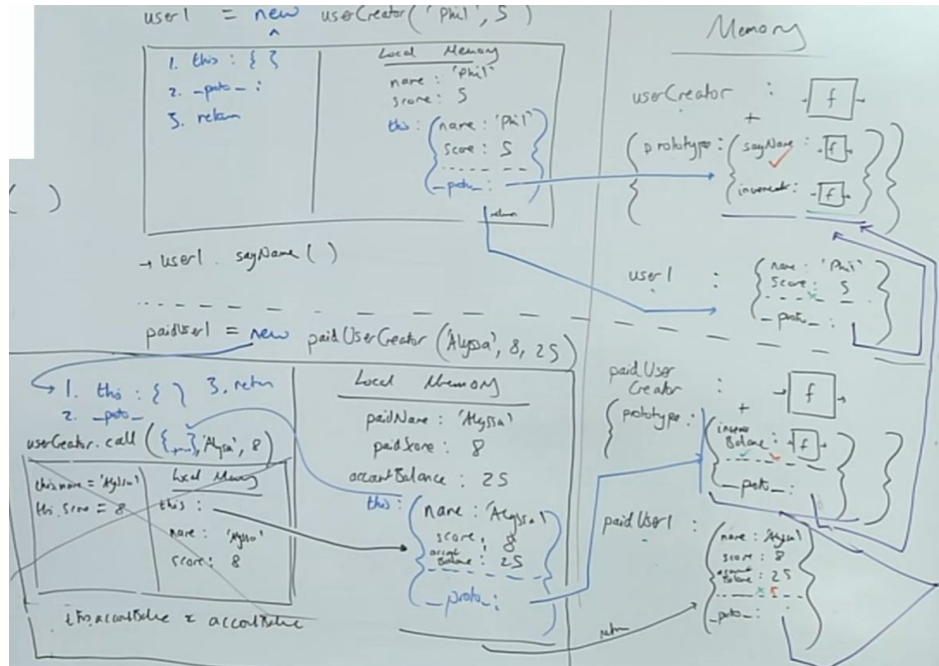 user1 = new userCreator('Phil', 5)
1. this : { }
2. _proto_ :
3. return
Local Memory
name : 'Phil'
score : 5
this : { name : 'Phil'
score : 5
_proto_ :
return
( )
→ user1 . sayName ( )
Memory
userCreator : f
+
{ prototype : { sayName : f
increment : f
user1 : { name : 'Phil'
score : 5
_proto_ :
paidUser1 = new paidUserCreator ('Alyssa', 8, 25)
1. this : { } 3. return
2. _proto_
userCreator.call ({...}, 'Alyssa', 8)
this.name = 'Alyssa'
this.score = 8
Local Memory
this :
name : 'Alyssa'
score : 8
this.accountBalance = accountBalance
Local Memory
paidName : 'Alyssa'
paidScore : 8
accountBalance : 25
this : { name : 'Alyssa'
score : 8
account Balance : 25
_proto_ :
return
paidUser
Creator : f
+
{ prototype : {
Balance : f
_proto_ :
paidUser1 : { name : 'Alyssa'
score : 8
account Balance : 25
_proto_ :